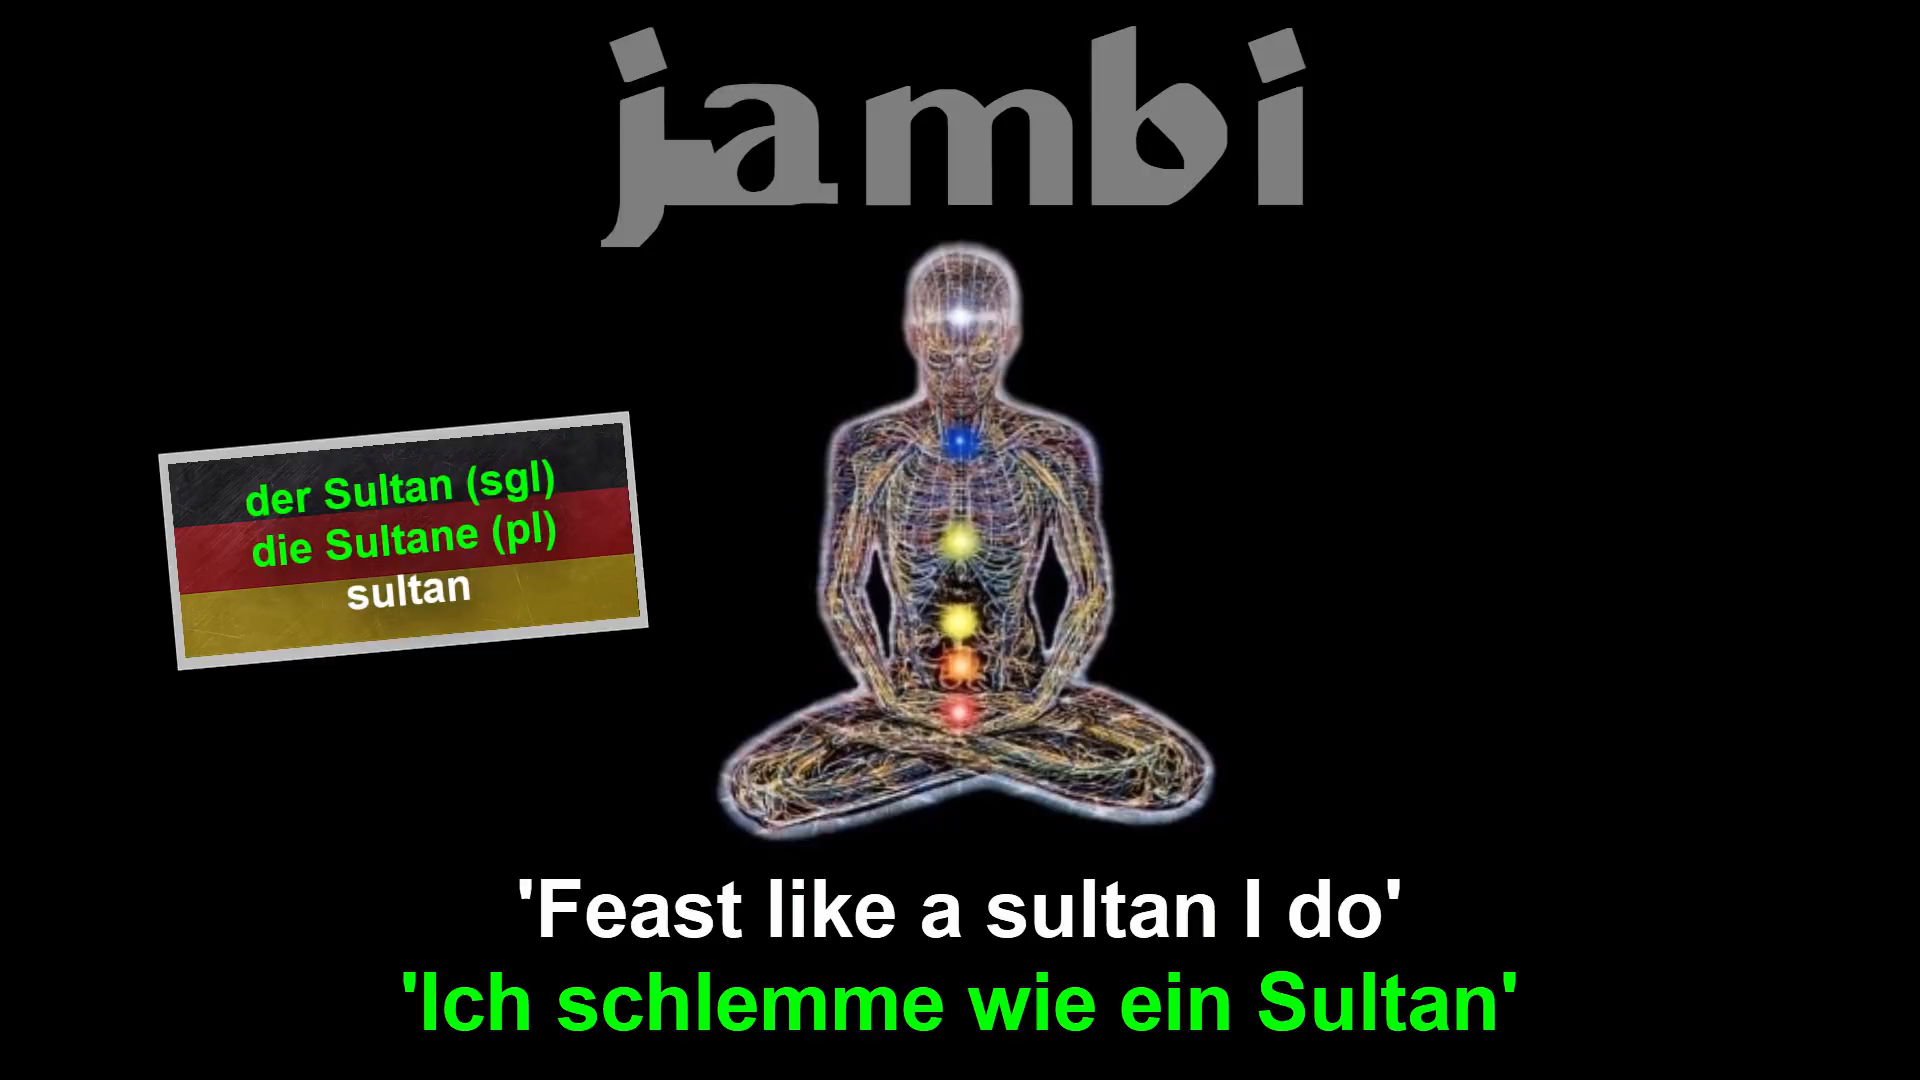 jambi
der Sultan (sgl)
die Sultane (pl)
sultan
'Feast like a sultan I do'
'Ich schlemme wie ein Sultan'